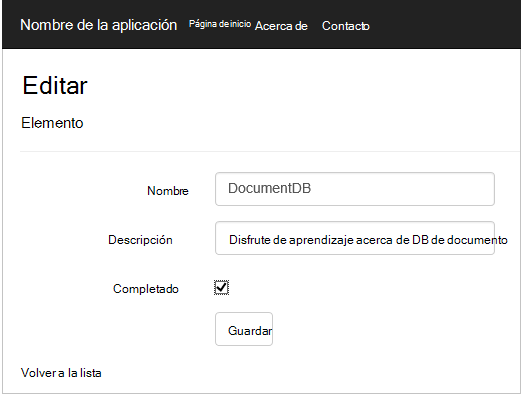 Nombre de la aplicación Página de inicio Acerca de Contacto
Editar
Elemento
Nombre DocumentDB
Descripción Disfrute de aprendizaje acerca de DB de documento
Completado
Guardar
Volver a la lista